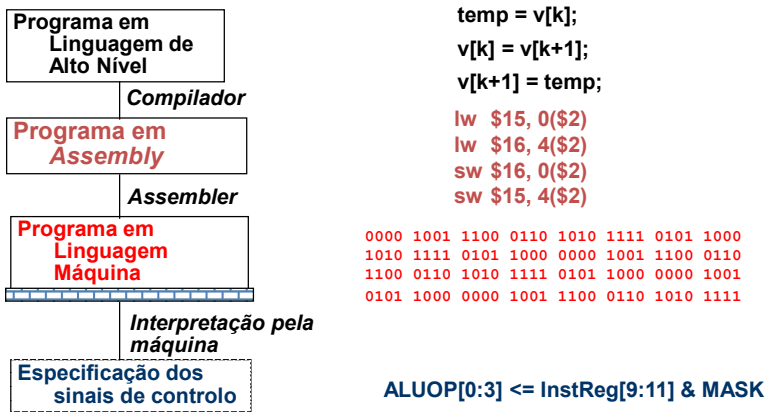 Programa em
Linguagem de
Alto Nível
temp = v[k];
v[k] = v[k+1];
v[k+1] = temp;
Compilador
Programa em
Assembly
lw $15, 0($2)
lw $16, 4($2)
sw $16, 0($2)
sw $15, 4($2)
Assembler
Programa em
Linguagem
Máquina
0000 1001 1100 0110 1010 1111 0101 1000
1010 1111 0101 1000 0000 1001 1100 0110
1100 0110 1010 1111 0101 1000 0000 1001
0101 1000 0000 1001 1100 0110 1010 1111
Interpretação pela
máquina
Especificação dos
sinais de controlo
ALUOP[0:3] <= InstReg[9:11] & MASK